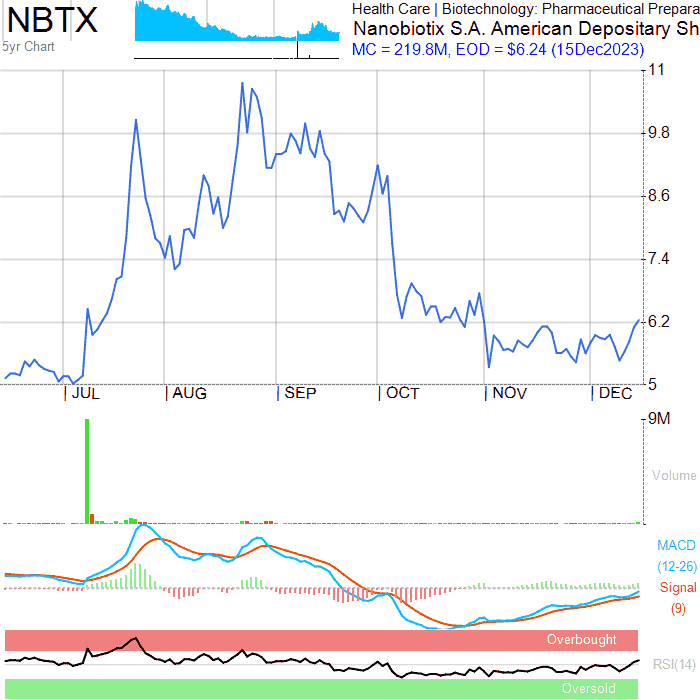 NBTX
5yr Chart
Health Care | Biotechnology: Pharmaceutical Prepara
Nanobiotix S.A. American Depositary Sh
MC = 219.8M, EOD = $6.24 (15Dec2023)
11
9.8
8.6
7.4
6.2
5
JUL AUG SEP OCT NOV DEC
9M
Volume
MACD
(12-26)
Signal
(9)
Overbought
RSI(14)
Oversold